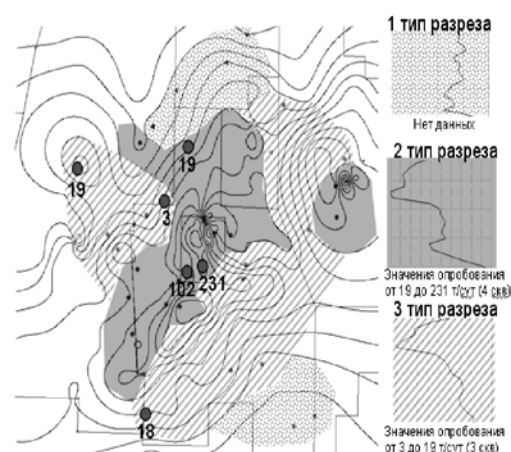 1 тип разреза
Нет данных
2 тип разреза
Значения опробования
от 19 до 231 т/сут (4 скв)
3 тип разреза
Значения опробования
от 3 до 19 т/сут (3 скв)
19
19
3
102
231
18